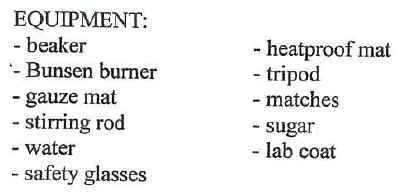 EQUIPMENT:
- beaker
- Bunsen burner
- gauze mat
- stirring rod
- water
- safety glasses
- heatproof mat
- tripod
- matches
- sugar
- lab coat